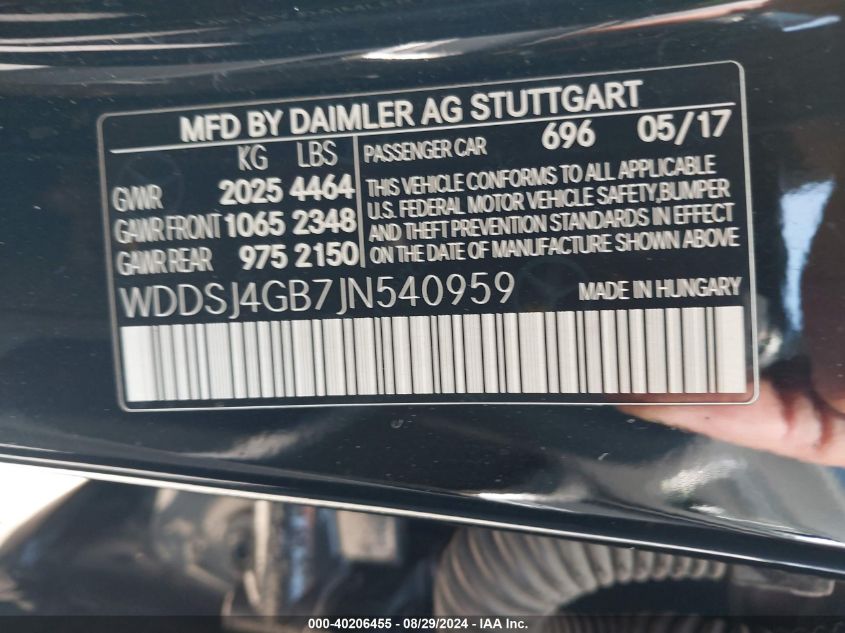 MFD BY DAIMLER AG STUTTGART
KG LBS
GVWR 2025 4464
GAWR FRONT 1065 2348
GAWR REAR 975 2150
PASSENGER CAR 696 05/17
THIS VEHICLE CONFORMS TO ALL APPLICABLE
U.S. FEDERAL MOTOR VEHICLE SAFETY,BUMPER
AND THEFT PREVENTION STANDARDS IN EFFECT
ON THE DATE OF MANUFACTURE SHOWN ABOVE
WDDSJ4GB7JN540959 MADE IN HUNGARY
000-40206455 - 08/29/2024 - IAA Inc.